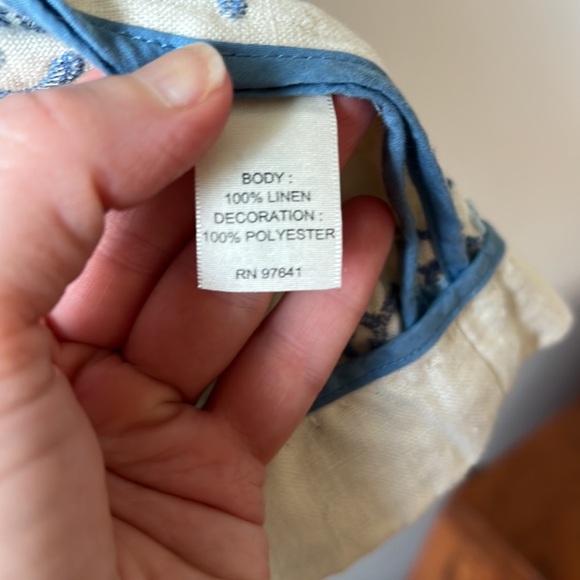 BODY :
100% LINEN
DECORATION :
100% POLYESTER
RN 97641